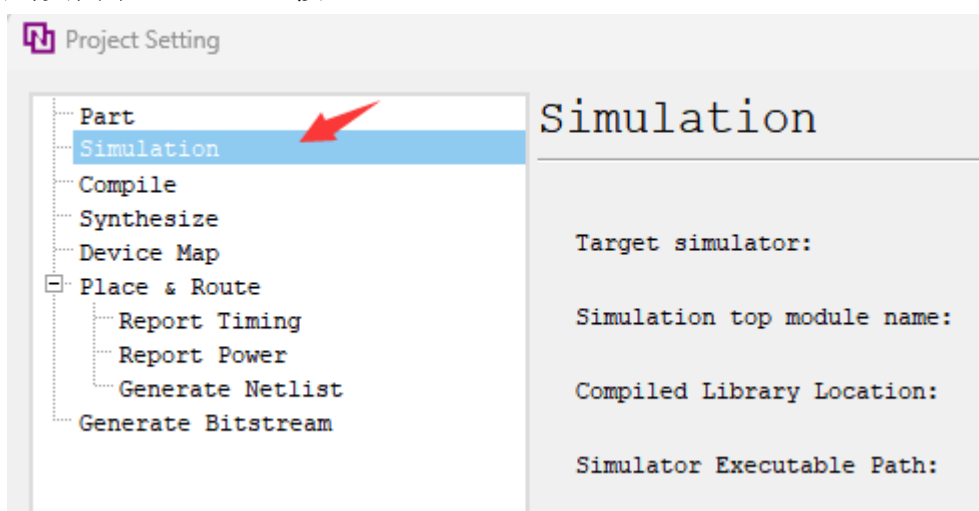 Project Setting
Part
Simulation
Compile
Synthesize
Device Map
Place & Route
Report Timing
Report Power
Generate Netlist
Generate Bitstream
Simulation
Target simulator:
Simulation top module name:
Compiled Library Location:
Simulator Executable Path: